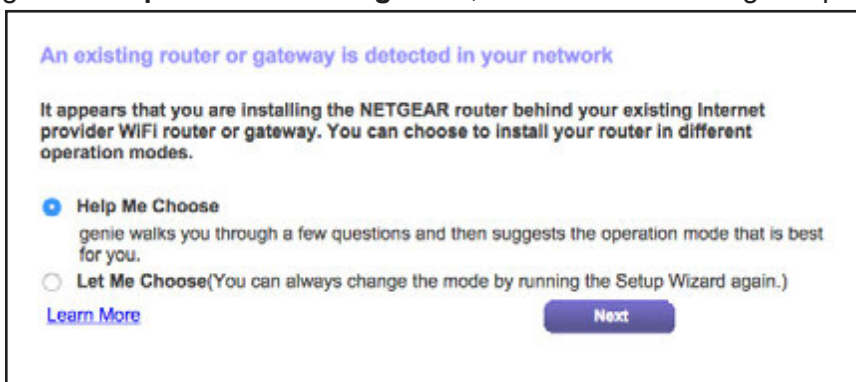 An existing router or gateway is detected in your network
It appears that you are installing the NETGEAR router behind your existing Internet
provider WiFi router or gateway. You can choose to install your router in different
operation modes.
Help Me Choose
genie walks you through a few questions and then suggests the operation mode that is best
for you.
Let Me Choose(You can always change the mode by running the Setup Wizard again.)
Learn More
Next